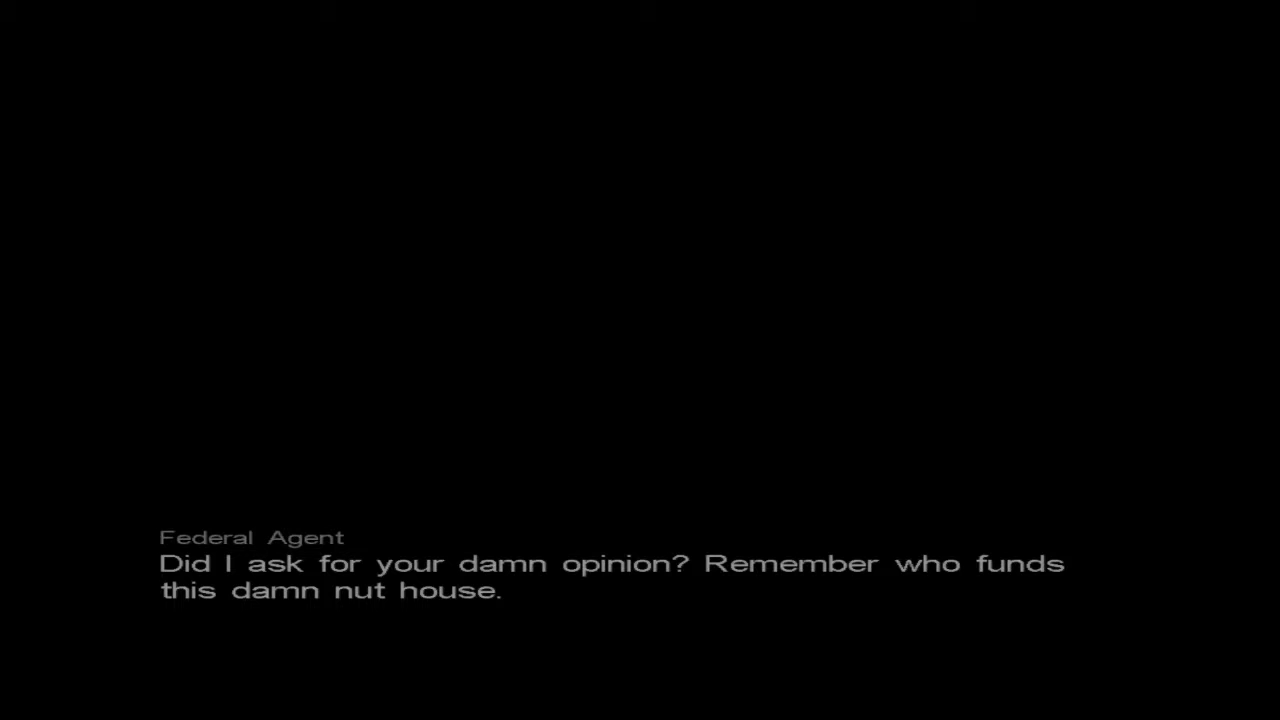 Federal Agent
Did I ask for your damn opinion? Remember who funds
this damn nut house.